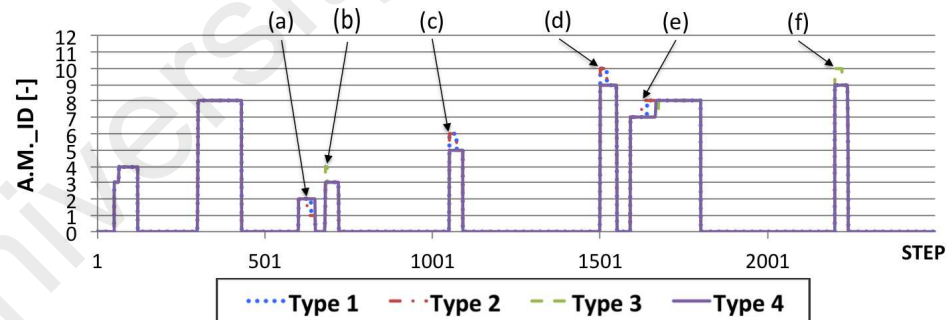 (a)
(b)
(c)
(d)
(e)
(f)
A.M._ID [-]
12
11
10
9
8
7
6
5
4
3
2
1
0
1
501
1001
1501
2001
STEP
Type 1
Type 2
Type 3
Type 4